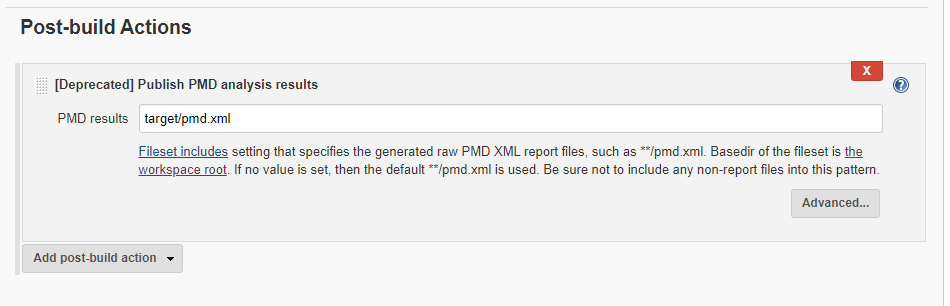 Post-build Actions
X
[Deprecated] Publish PMD analysis results
?
PMD results
target/pmd.xml
Fileset includes setting that specifies the generated raw PMD XML report files, such as **/pmd.xml. Basedir of the fileset is the
workspace root. If no value is set, then the default **/pmd.xml is used. Be sure not to include any non-report files into this pattern.
Advanced...
Add post-build action